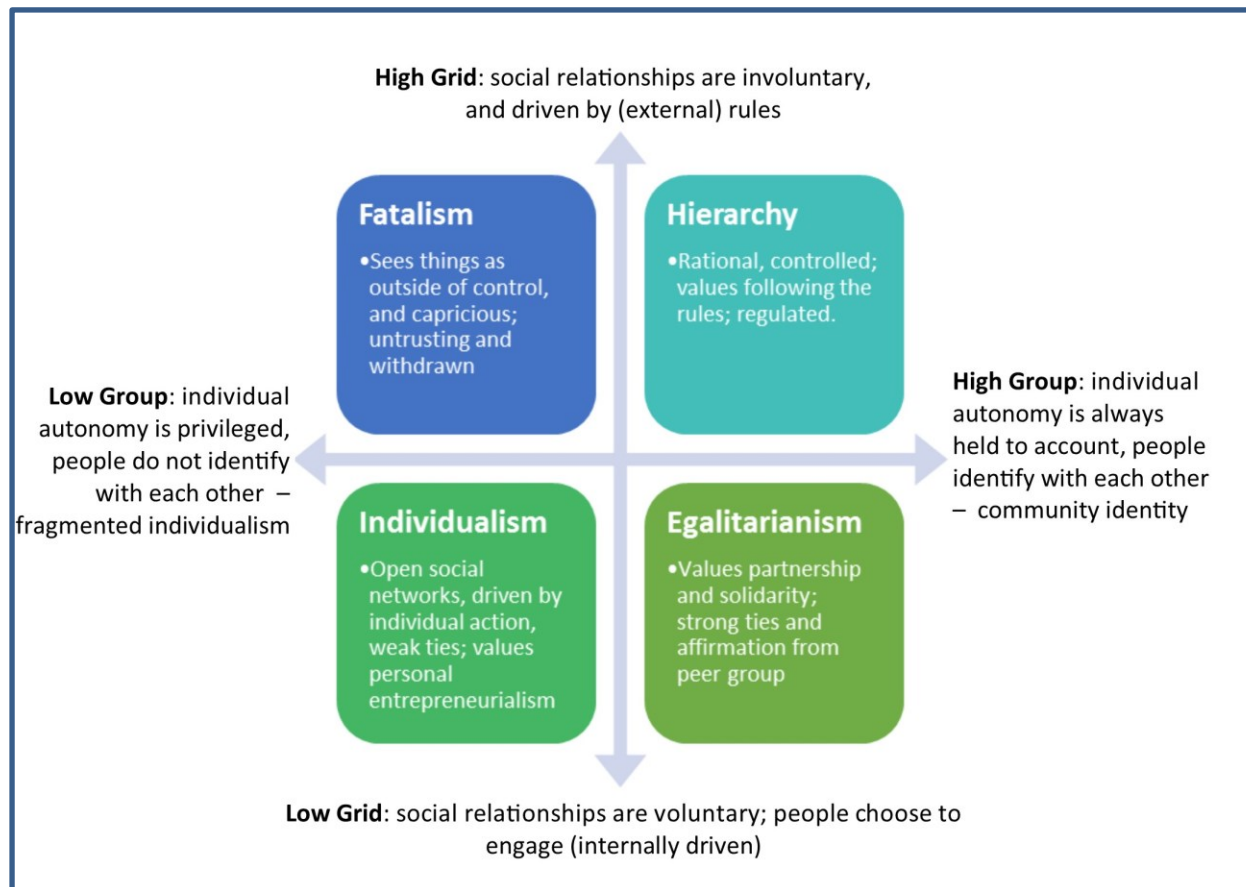 High Grid: social relationships are involuntary,
and driven by (external) rules
Fatalism
•Sees things as
outside of control,
and capricious;
untrusting and
withdrawn
Hierarchy
•Rational, controlled;
values following the
rules; regulated.
Low Group: individual
autonomy is privileged,
people do not identify
with each other –
fragmented individualism
High Group: individual
autonomy is always
held to account, people
identify with each other
– community identity
Individualism
•Open social
networks, driven by
individual action,
weak ties; values
personal
entrepreneurialism
Egalitarianism
•Values partnership
and solidarity;
strong ties and
affirmation from
peer group
Low Grid: social relationships are voluntary; people choose to
engage (internally driven)